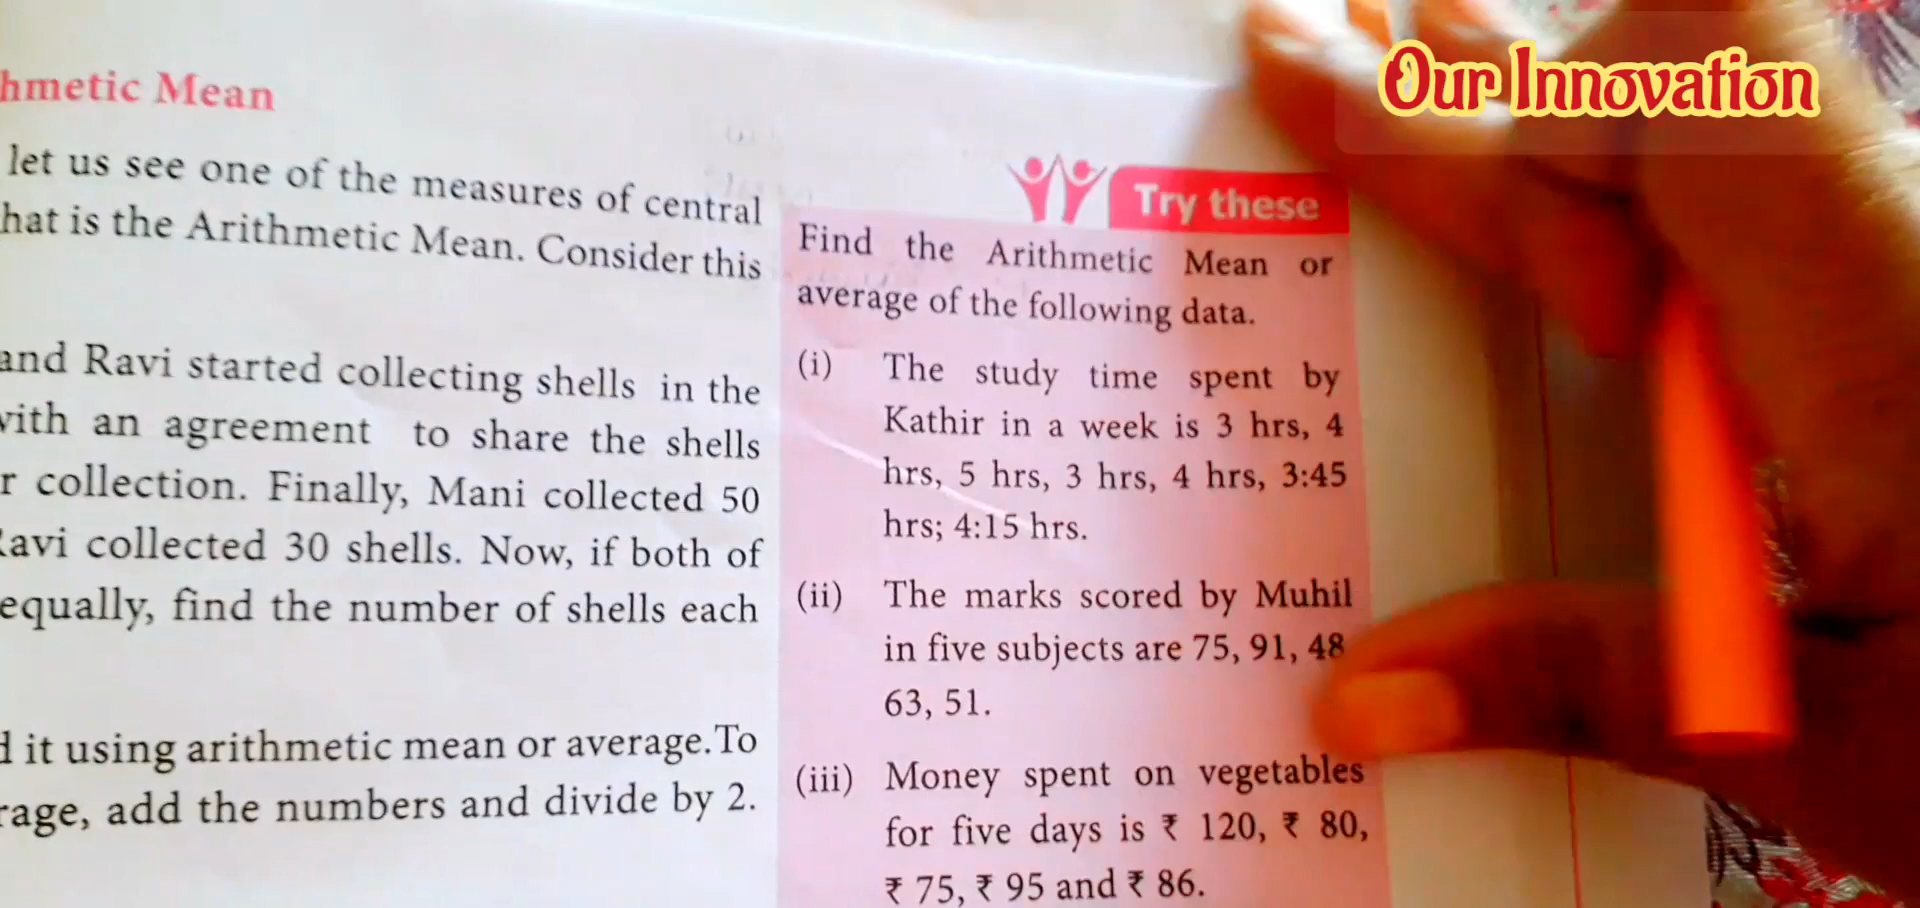 Our Innovation
hmetic Mean
let us see one of the measures of central
hat is the Arithmetic Mean. Consider this
and Ravi started collecting shells in the
with an agreement to share the shells
r collection. Finally, Mani collected 50
Ravi collected 30 shells. Now, if both of
equally, find the number of shells each
d it using arithmetic mean or average.To
rage, add the numbers and divide by 2.
Try these
Find the Arithmetic Mean or
average of the following data.
(i) The study time spent by
Kathir in a week is 3 hrs, 4
hrs, 5 hrs, 3 hrs, 4 hrs, 3:45
hrs; 4:15 hrs.
(ii) The marks scored by Muhil
in five subjects are 75, 91, 48
63, 51.
(iii) Money spent on vegetables
for five days is ₹ 120, ₹ 80,
₹ 75, ₹ 95 and ₹ 86.